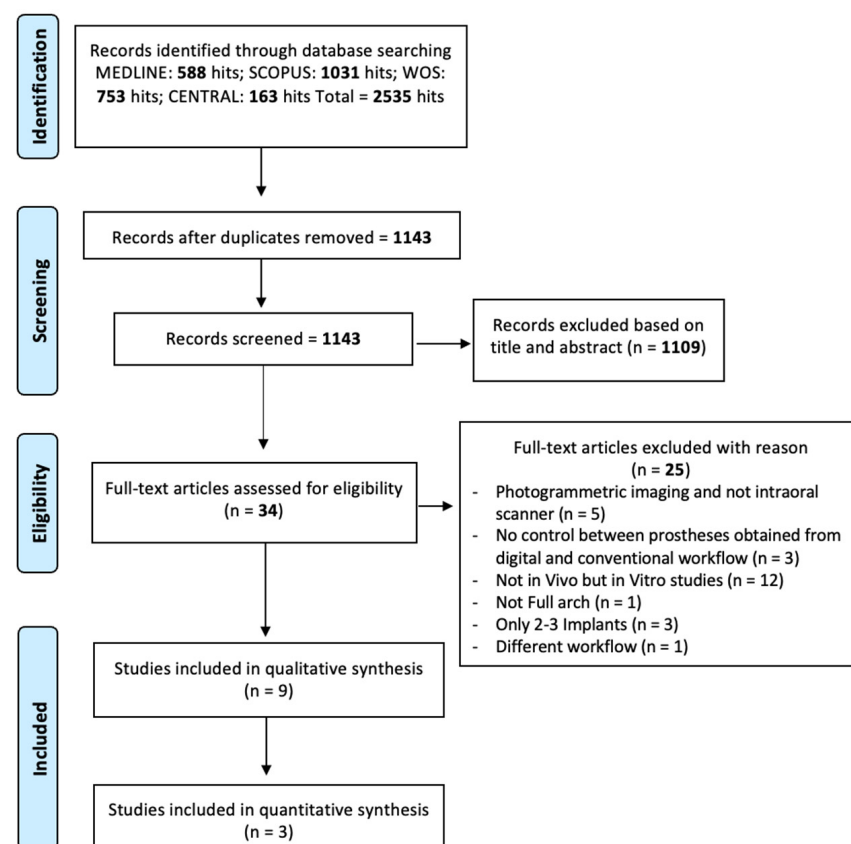 Identification
Records identified through database searching
MEDLINE: 588 hits; SCOPUS: 1031 hits; WOS:
753 hits; CENTRAL: 163 hits Total = 2535 hits
Screening
Records after duplicates removed = 1143
Records screened = 1143
Records excluded based on
title and abstract (n = 1109)
Eligibility
Full-text articles assessed for eligibility
(n = 34)
Full-text articles excluded with reason
(n = 25)
- Photogrammetric imaging and not intraoral
scanner (n = 5)
- No control between prostheses obtained from
digital and conventional workflow (n = 3)
- Not in Vivo but in Vitro studies (n = 12)
- Not Full arch (n = 1)
- Only 2-3 Implants (n = 3)
- Different workflow (n = 1)
Included
Studies included in qualitative synthesis
(n = 9)
Studies included in quantitative synthesis
(n = 3)